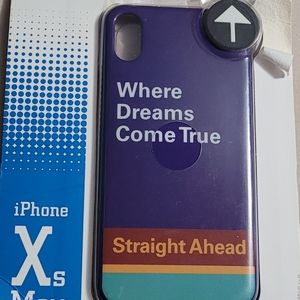 Where
Dreams
Come True
iPhone
Xs
Max
Straight Ahead